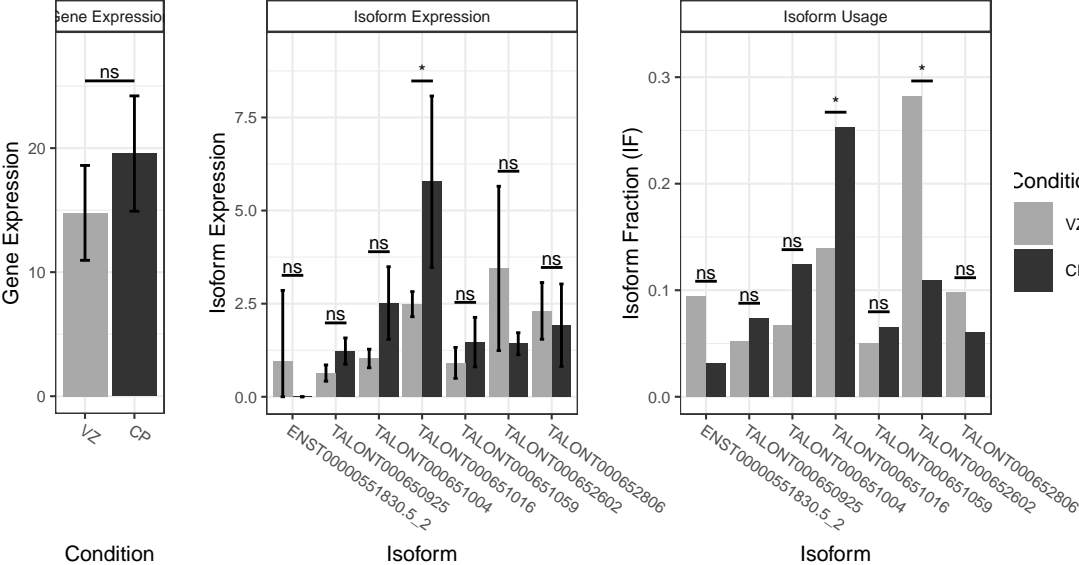 Gene Expression
Isoform Expression
Isoform Usage
Gene Expression
20
10
0
ns
VZ
CP
Condition
Isoform Expression
7.5
5.0
2.5
0.0
ns
ns
ns
*
ns
ns
ns
ENST00000551830.5_2
TALONT000650925
TALONT000651004
TALONT000651016
TALONT000651059
TALONT000652602
TALONT000652806
Isoform
Isoform Fraction (IF)
0.3
0.2
0.1
0.0
ns
ns
ns
*
ns
*
ns
ENST00000551830.5_2
TALONT000650925
TALONT000651004
TALONT000651016
TALONT000651059
TALONT000652602
TALONT000652806
Isoform
Conditio
VZ
CP